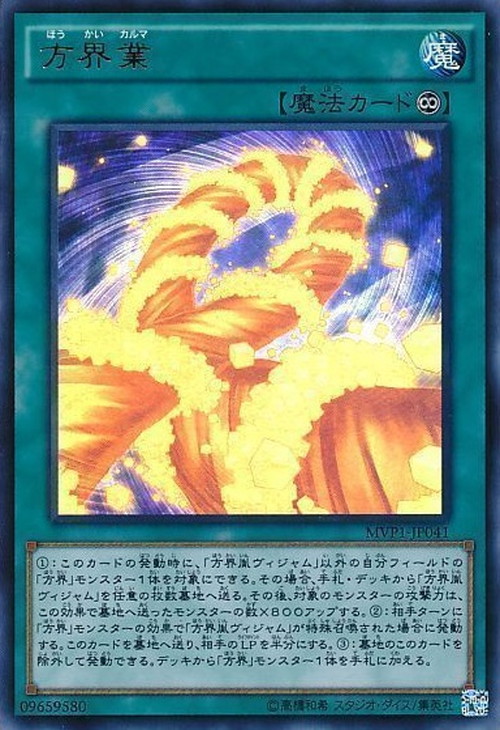 ほう かい カルマ
方界業
魔
【魔法カード】
MVP1-JP041
①:このカードの発動時に、「方界胤ヴィジャム」以外の自分フィールドの
「方界」モンスター1体を対象にできる。その場合、手札・デッキから「方界胤
ヴィジャム」を任意の枚数墓地へ送る。その後、対象のモンスターの攻撃力は、
この効果で墓地へ送ったモンスターの数×800アップする。②:相手ターンに
「方界」モンスターの効果で「方界胤ヴィジャム」が特殊召喚された場合に発動
する。このカードを墓地へ送り、相手のLPを半分にする。③:墓地のこのカードを
除外して発動できる。デッキから「方界」モンスター1体を手札に加える。
09659580
©高橋和希 スタジオ・ダイス/集英社